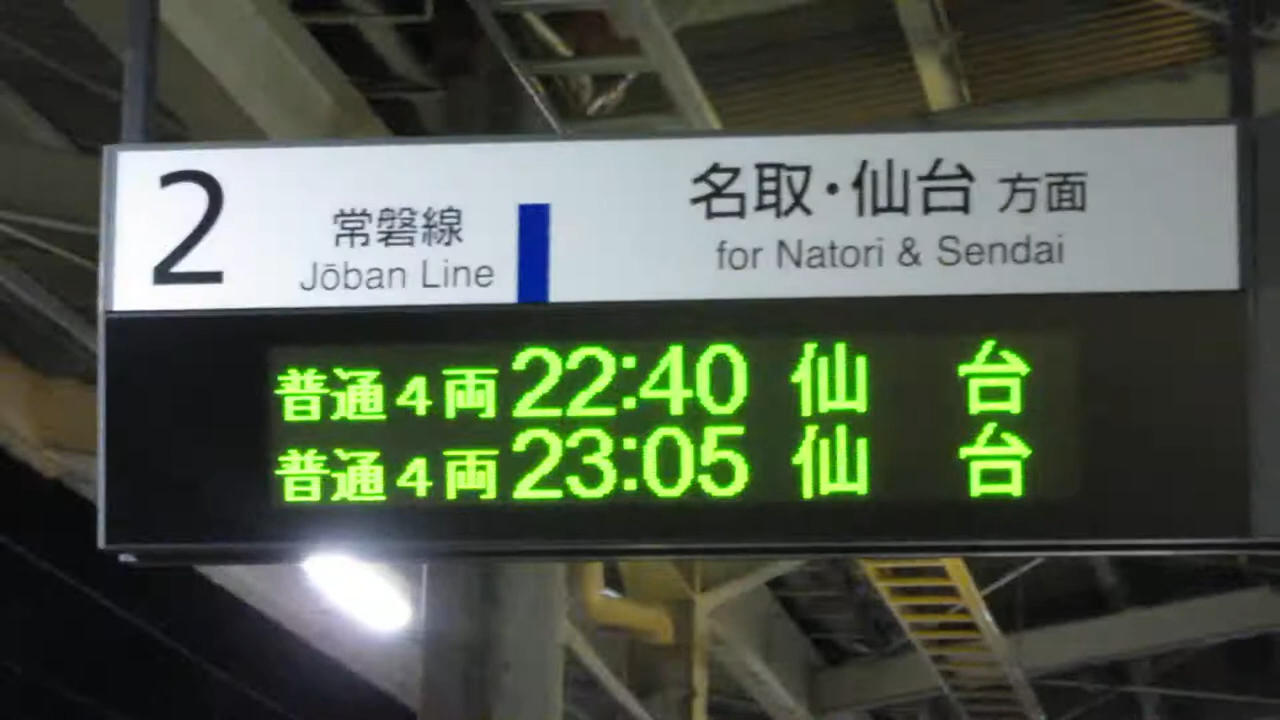 2
常磐線
Jōban Line
名取・仙台 方面
for Natori & Sendai
普通4両 22:40 仙 台
普通4両 23:05 仙 台